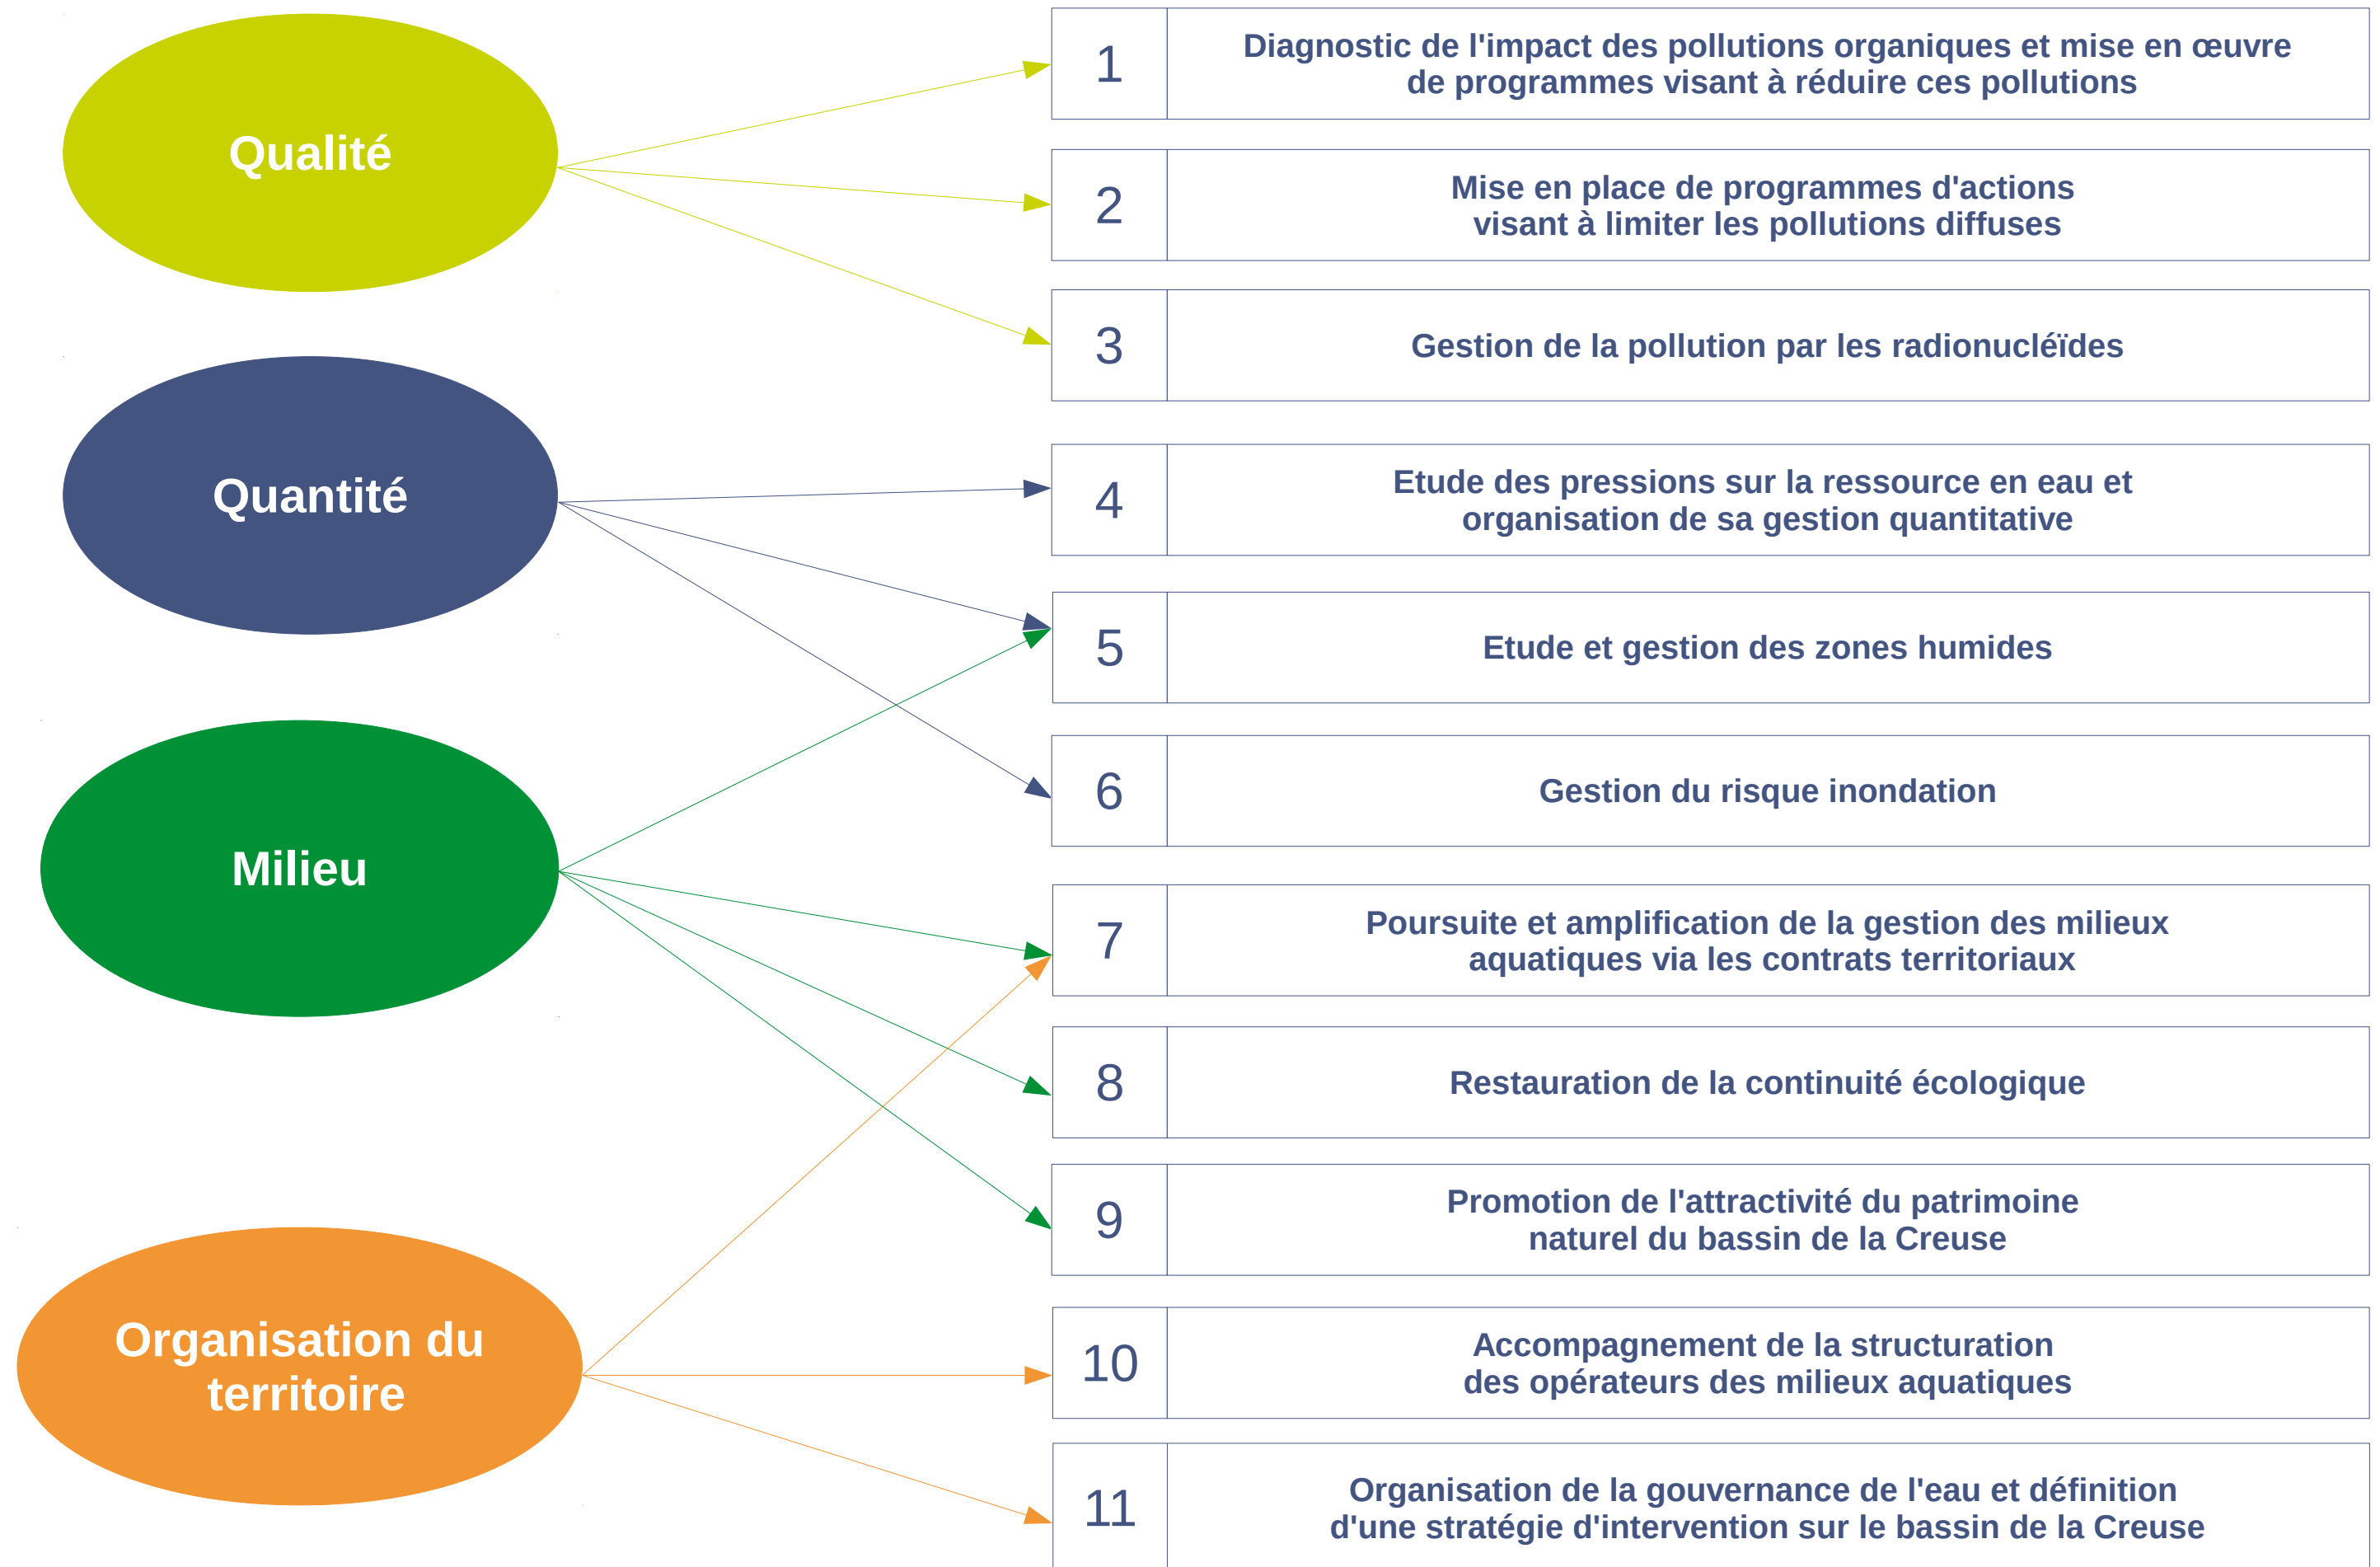 Qualité
Quantité
Milieu
Organisation du
territoire
1
Diagnostic de l'impact des pollutions organiques et mise en œuvre
de programmes visant à réduire ces pollutions
2
Mise en place de programmes d'actions
visant à limiter les pollutions diffuses
3
Gestion de la pollution par les radionucléïdes
4
Etude des pressions sur la ressource en eau et
organisation de sa gestion quantitative
5
Etude et gestion des zones humides
6
Gestion du risque inondation
7
Poursuite et amplification de la gestion des milieux
aquatiques via les contrats territoriaux
8
Restauration de la continuité écologique
9
Promotion de l'attractivité du patrimoine
naturel du bassin de la Creuse
10
Accompagnement de la structuration
des opérateurs des milieux aquatiques
11
Organisation de la gouvernance de l'eau et définition
d'une stratégie d'intervention sur le bassin de la Creuse